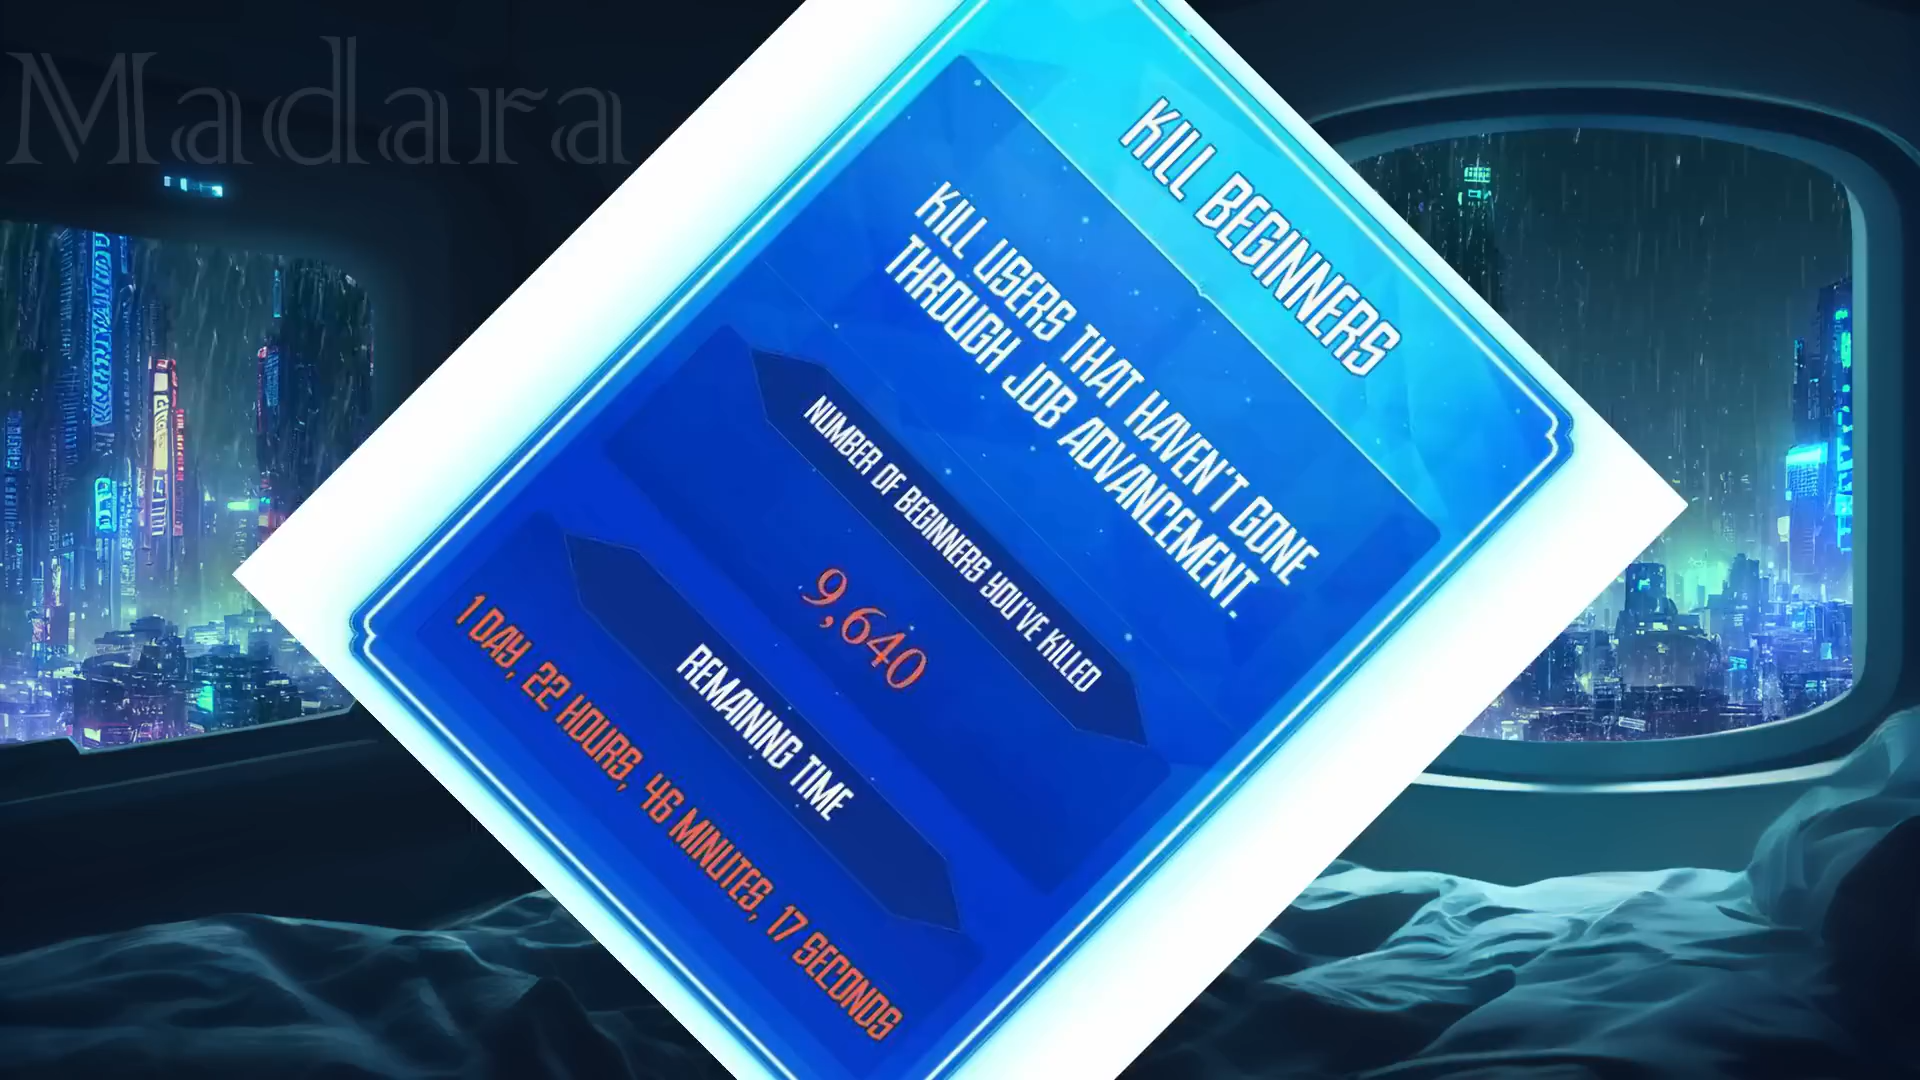 Madara
KILL BEGINNERS
KILL USERS THAT HAVEN'T GONE
THROUGH JOB ADVANCEMENT.
NUMBER OF BEGINNERS YOU'VE KILLED
9,640
REMAINING TIME
1 DAY, 22 HOURS, 46 MINUTES, 17 SECONDS